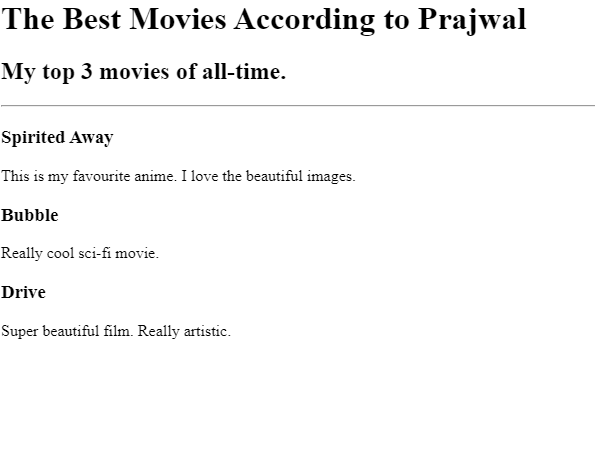 The Best Movies According to Prajwal
My top 3 movies of all-time.
Spirited Away
This is my favourite anime. I love the beautiful images.
Bubble
Really cool sci-fi movie.
Drive
Super beautiful film. Really artistic.